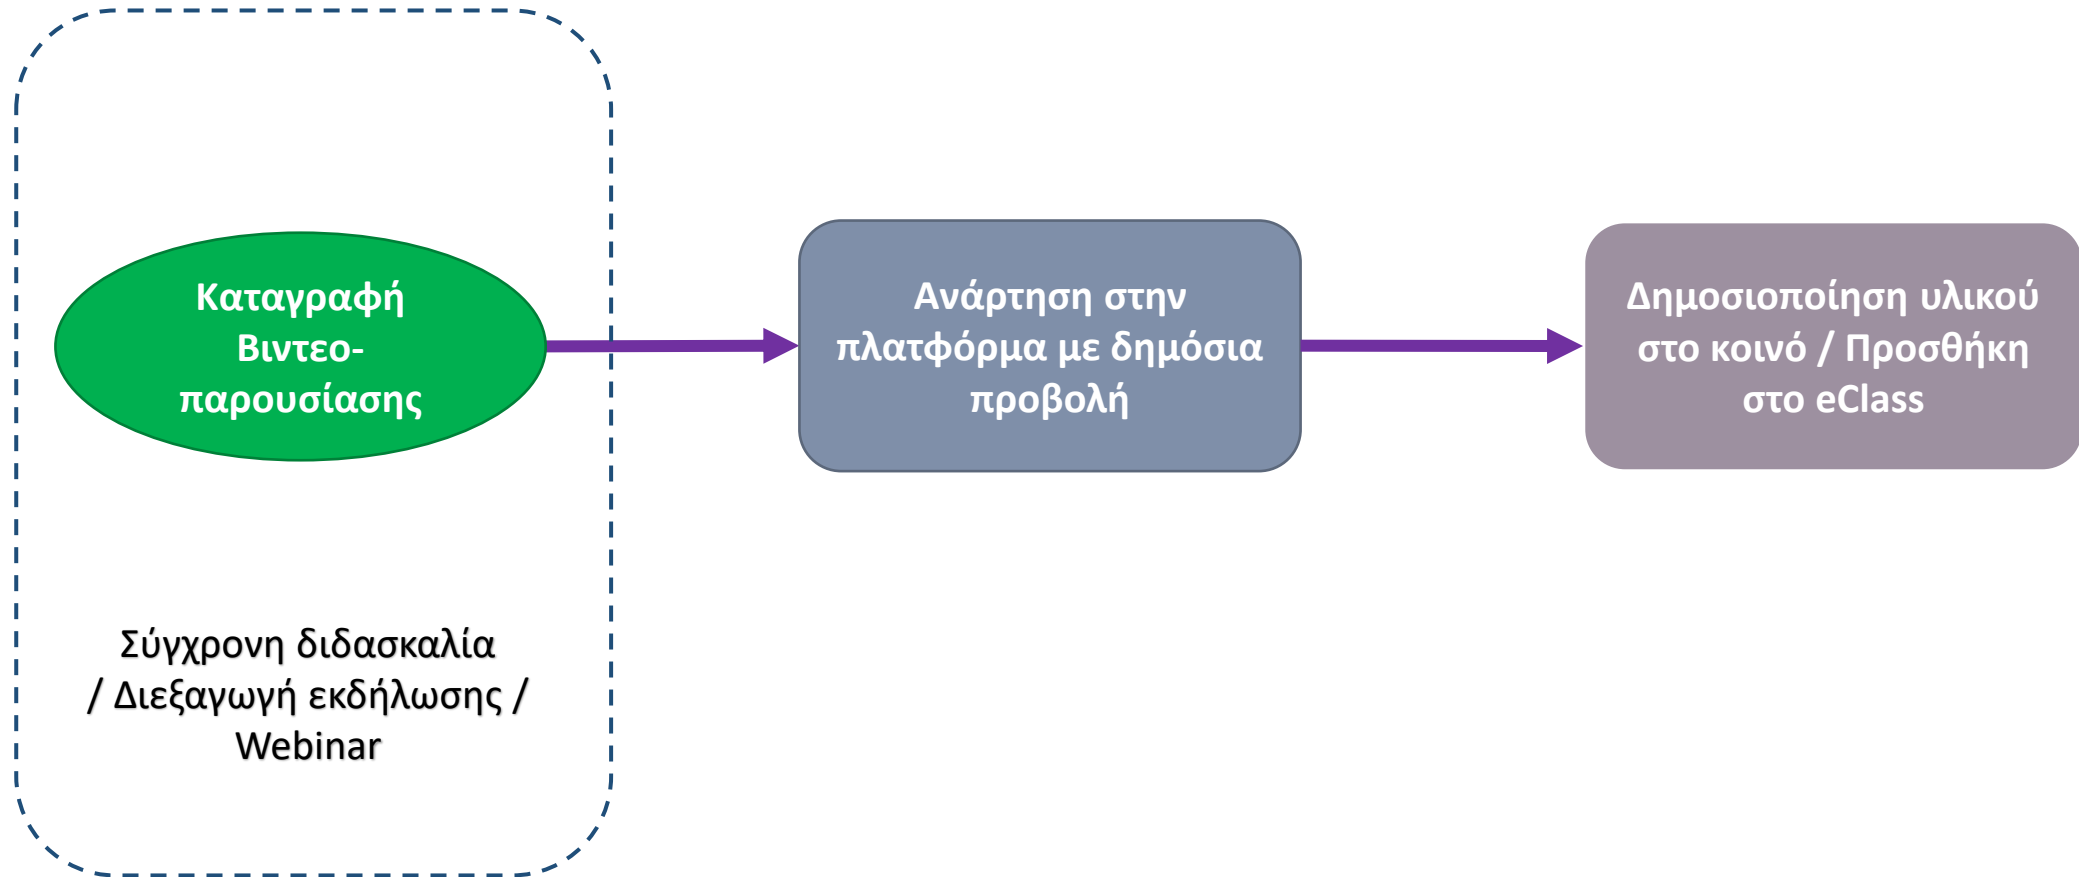 Καταγραφή
Βιντεο-
παρουσίασης
Σύγχρονη διδασκαλία
/ Διεξαγωγή εκδήλωσης /
Webinar
Ανάρτηση στην
πλατφόρμα με δημόσια
προβολή
Δημοσιοποίηση υλικού
στο κοινό / Προσθήκη
στο eClass